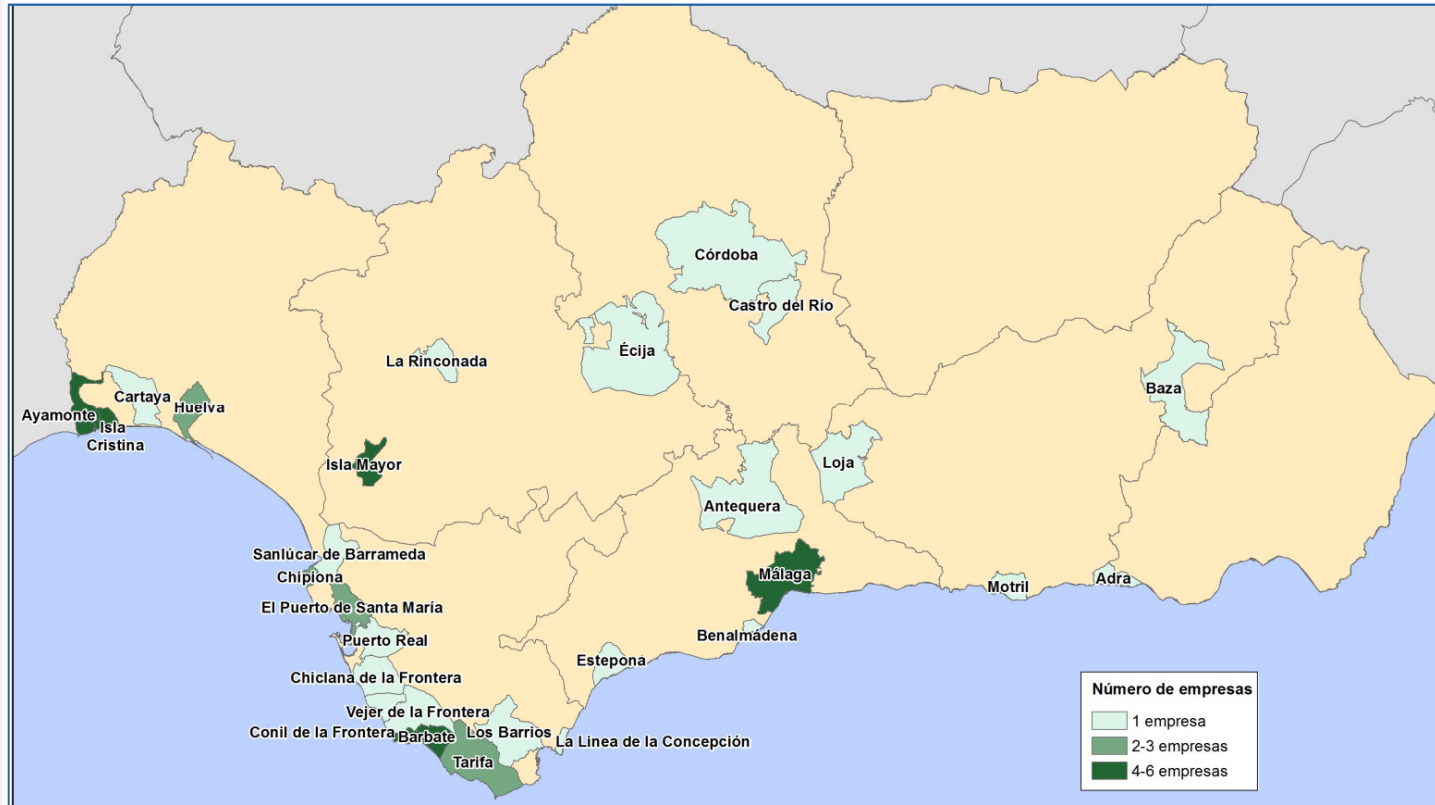 Córdoba
Castro del Río
La Rinconada
Écija
Cartaya
Huelva
Ayamonte
Isla
Cristina
Baza
Isla Mayor
Loja
Antequera
Sanlúcar de Barrameda
Chipiona
Málaga
Motril
Adra
El Puerto de Santa María
Puerto Real
Benalmádena
Estepona
Chiclana de la Frontera
Vejer de la Frontera
Conil de la Frontera
Barbate
Los Barrios
La Linea de la Concepción
Tarifa
Número de empresas
1 empresa
2-3 empresas
4-6 empresas